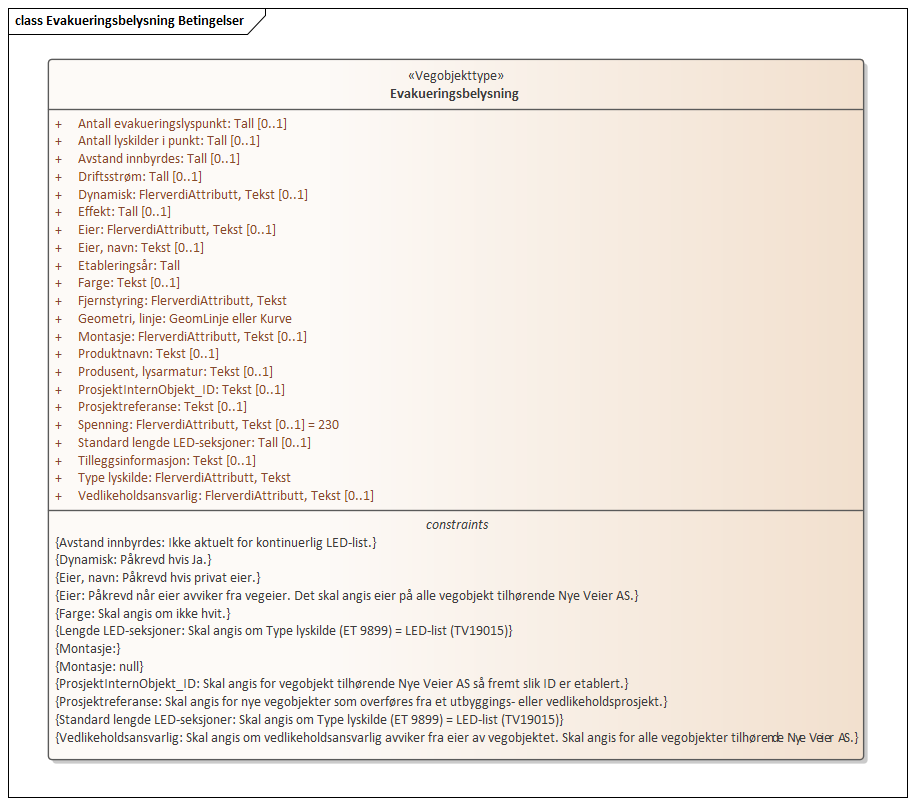 class Evakueringsbelysning Betingelser
«Vegobjekttype»
Evakueringsbelysning
+ Antall evakueringslyspunkt: Tall [0..1]
+ Antall lyskilder i punkt: Tall [0..1]
+ Avstand innbyrdes: Tall [0..1]
+ Driftsstrøm: Tall [0..1]
+ Dynamisk: FlerverdiAttributt, Tekst [0..1]
+ Effekt: Tall [0..1]
+ Eier: FlerverdiAttributt, Tekst [0..1]
+ Eier, navn: Tekst [0..1]
+ Etableringsår: Tall
+ Farge: Tekst [0..1]
+ Fjernstyring: FlerverdiAttributt, Tekst
+ Geometri, linje: GeomLinje eller Kurve
+ Montasje: FlerverdiAttributt, Tekst [0..1]
+ Produktnavn: Tekst [0..1]
+ Produsent, lysarmatur: Tekst [0..1]
+ ProsjektInternObjekt_ID: Tekst [0..1]
+ Prosjektreferanse: Tekst [0..1]
+ Spenning: FlerverdiAttributt, Tekst [0..1] = 230
+ Standard lengde LED-seksjoner: Tall [0..1]
+ Tilleggsinformasjon: Tekst [0..1]
+ Type lyskilde: FlerverdiAttributt, Tekst
+ Vedlikeholdsansvarlig: FlerverdiAttributt, Tekst [0..1]
constraints
{Avstand innbyrdes: Ikke aktuelt for kontinuerlig LED-list.}
{Dynamisk: Påkrevd hvis Ja.}
{Eier, navn: Påkrevd hvis privat eier.}
{Eier: Påkrevd når eier avviker fra vegeier. Det skal angis eier på alle vegobjekt tilhørende Nye Veier AS.}
{Farge: Skal angis om ikke hvit.}
{Lengde LED-seksjoner: Skal angis om Type lyskilde (ET 9899) = LED-list (TV19015)}
{Montasje:}
{Montasje: null}
{ProsjektInternObjekt_ID: Skal angis for vegobjekt tilhørende Nye Veier AS så fremt slik ID er etablert.}
{Prosjektreferanse: Skal angis for nye vegobjekter som overføres fra et utbyggings- eller vedlikeholdsprosjekt.}
{Standard lengde LED-seksjoner: Skal angis om Type lyskilde (ET 9899) = LED-list (TV19015)}
{Vedlikeholdsansvarlig: Skal angis om vedlikeholdsansvarlig avviker fra eier av vegobjektet. Skal angis for alle vegobjekter tilhørende Nye Veier AS.}